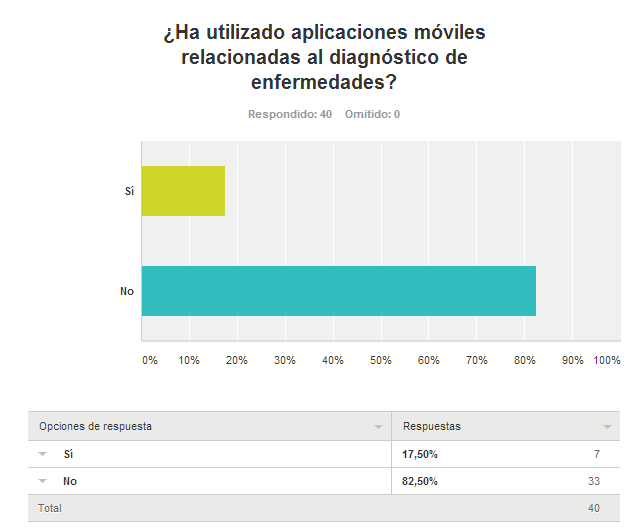 ¿Ha utilizado aplicaciones móviles
relacionadas al diagnóstico de
enfermedades?
Respondido: 40 Omitido: 0
Sí
No
0% 10% 20% 30% 40% 50% 60% 70% 80% 90% 100%
Opciones de respuesta Respuestas
Sí 17,50% 7
No 82,50% 33
Total 40